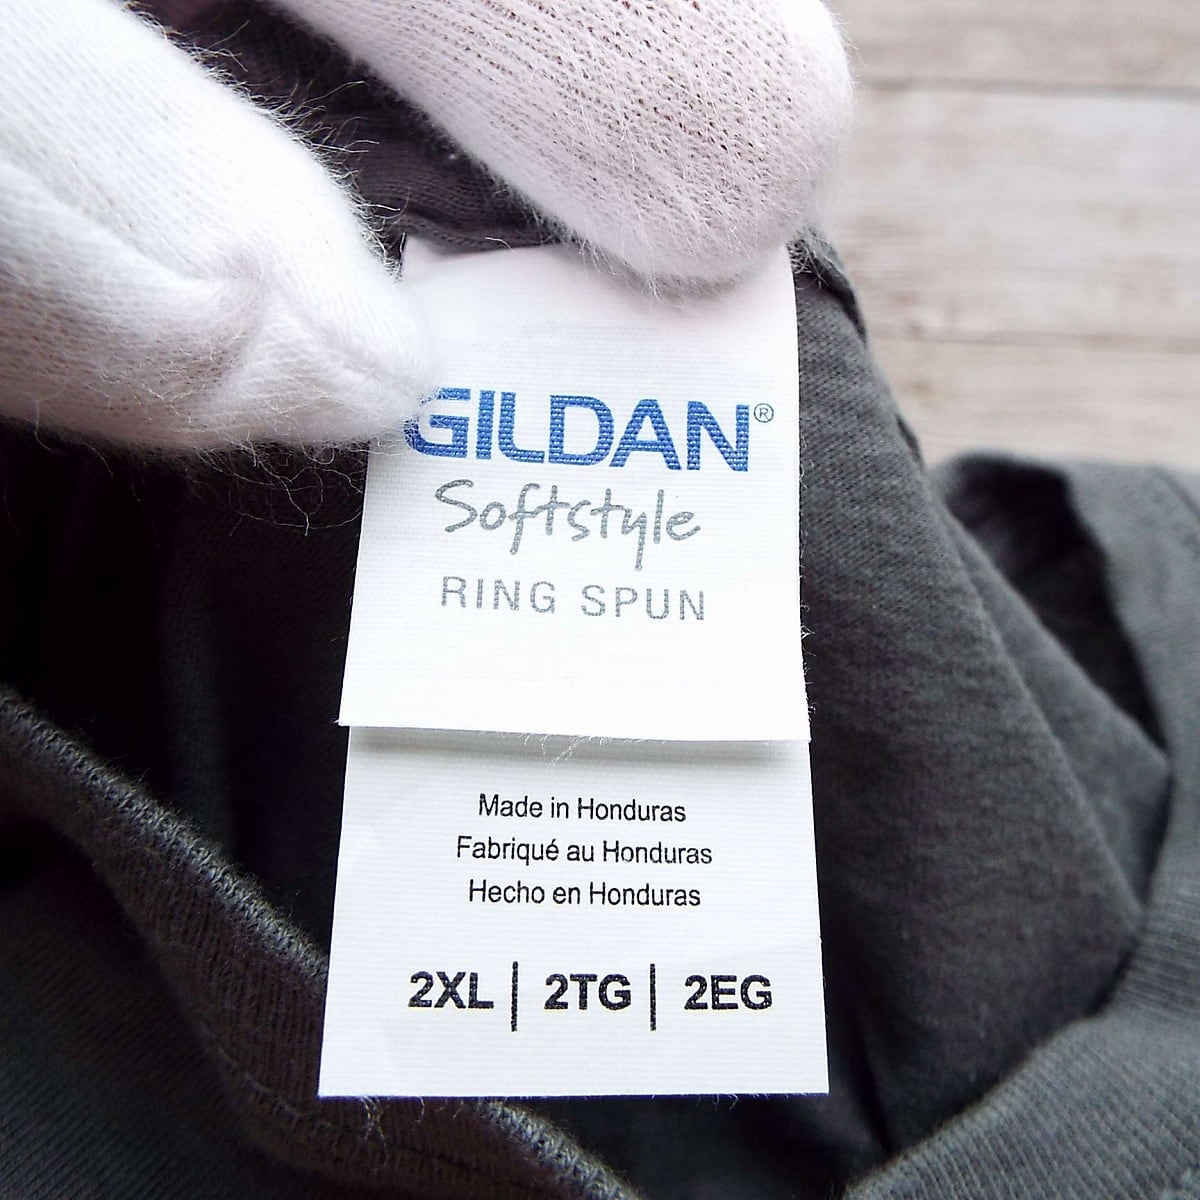 GILDAN®
Softstyle
RING SPUN
Made in Honduras
Fabriqué au Honduras
Hecho en Honduras
2XL | 2TG | 2EG